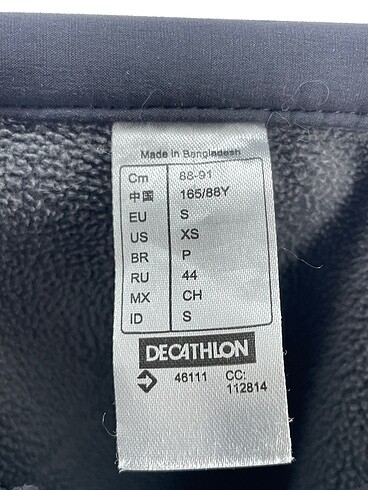 Made in Bangladesh
Cm 88-91
中国 165/88Y
EU S
US XS
BR P
RU 44
MX CH
ID S
DECATHLON
46111 CC:
112814